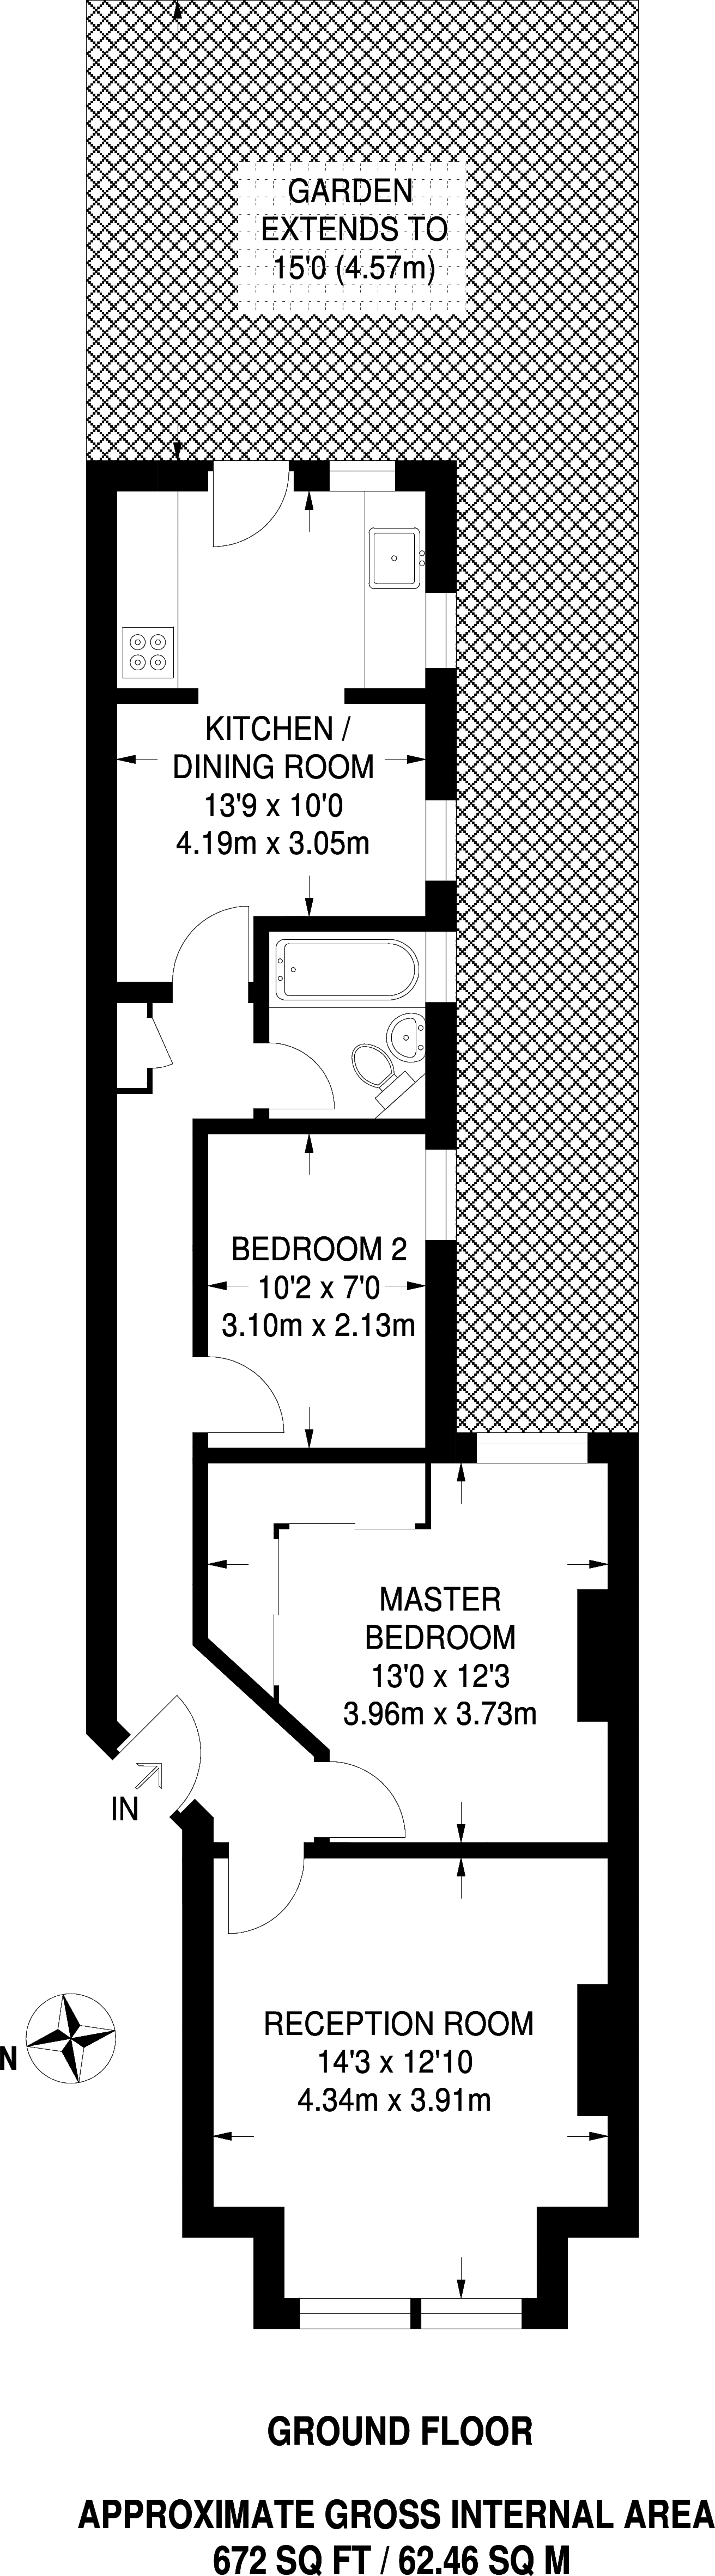 GARDEN
EXTENDS TO
15'0 (4.57m)
KITCHEN /
DINING ROOM
13'9 x 10'0
4.19m x 3.05m
BEDROOM 2
10'2 x 7'0
3.10m x 2.13m
MASTER
BEDROOM
13'0 x 12'3
3.96m x 3.73m
IN
N
RECEPTION ROOM
14'3 x 12'10
4.34m x 3.91m
GROUND FLOOR
APPROXIMATE GROSS INTERNAL AREA
672 SQ FT / 62.46 SQ M